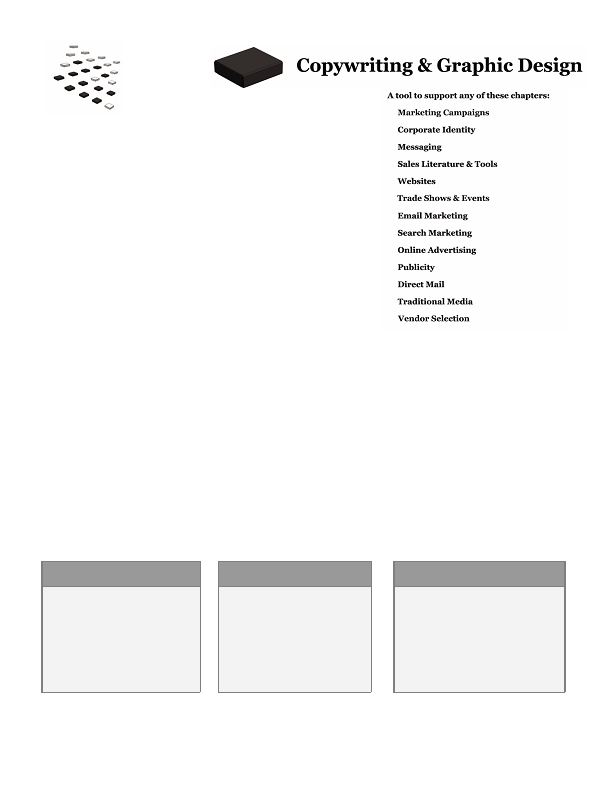 Copywriting & Graphic Design
A tool to support any of these chapters:
Marketing Campaigns
Corporate Identity
Messaging
Sales Literature & Tools
Websites
Trade Shows & Events
Email Marketing
Search Marketing
Online Advertising
Publicity
Direct Mail
Traditional Media
Vendor Selection